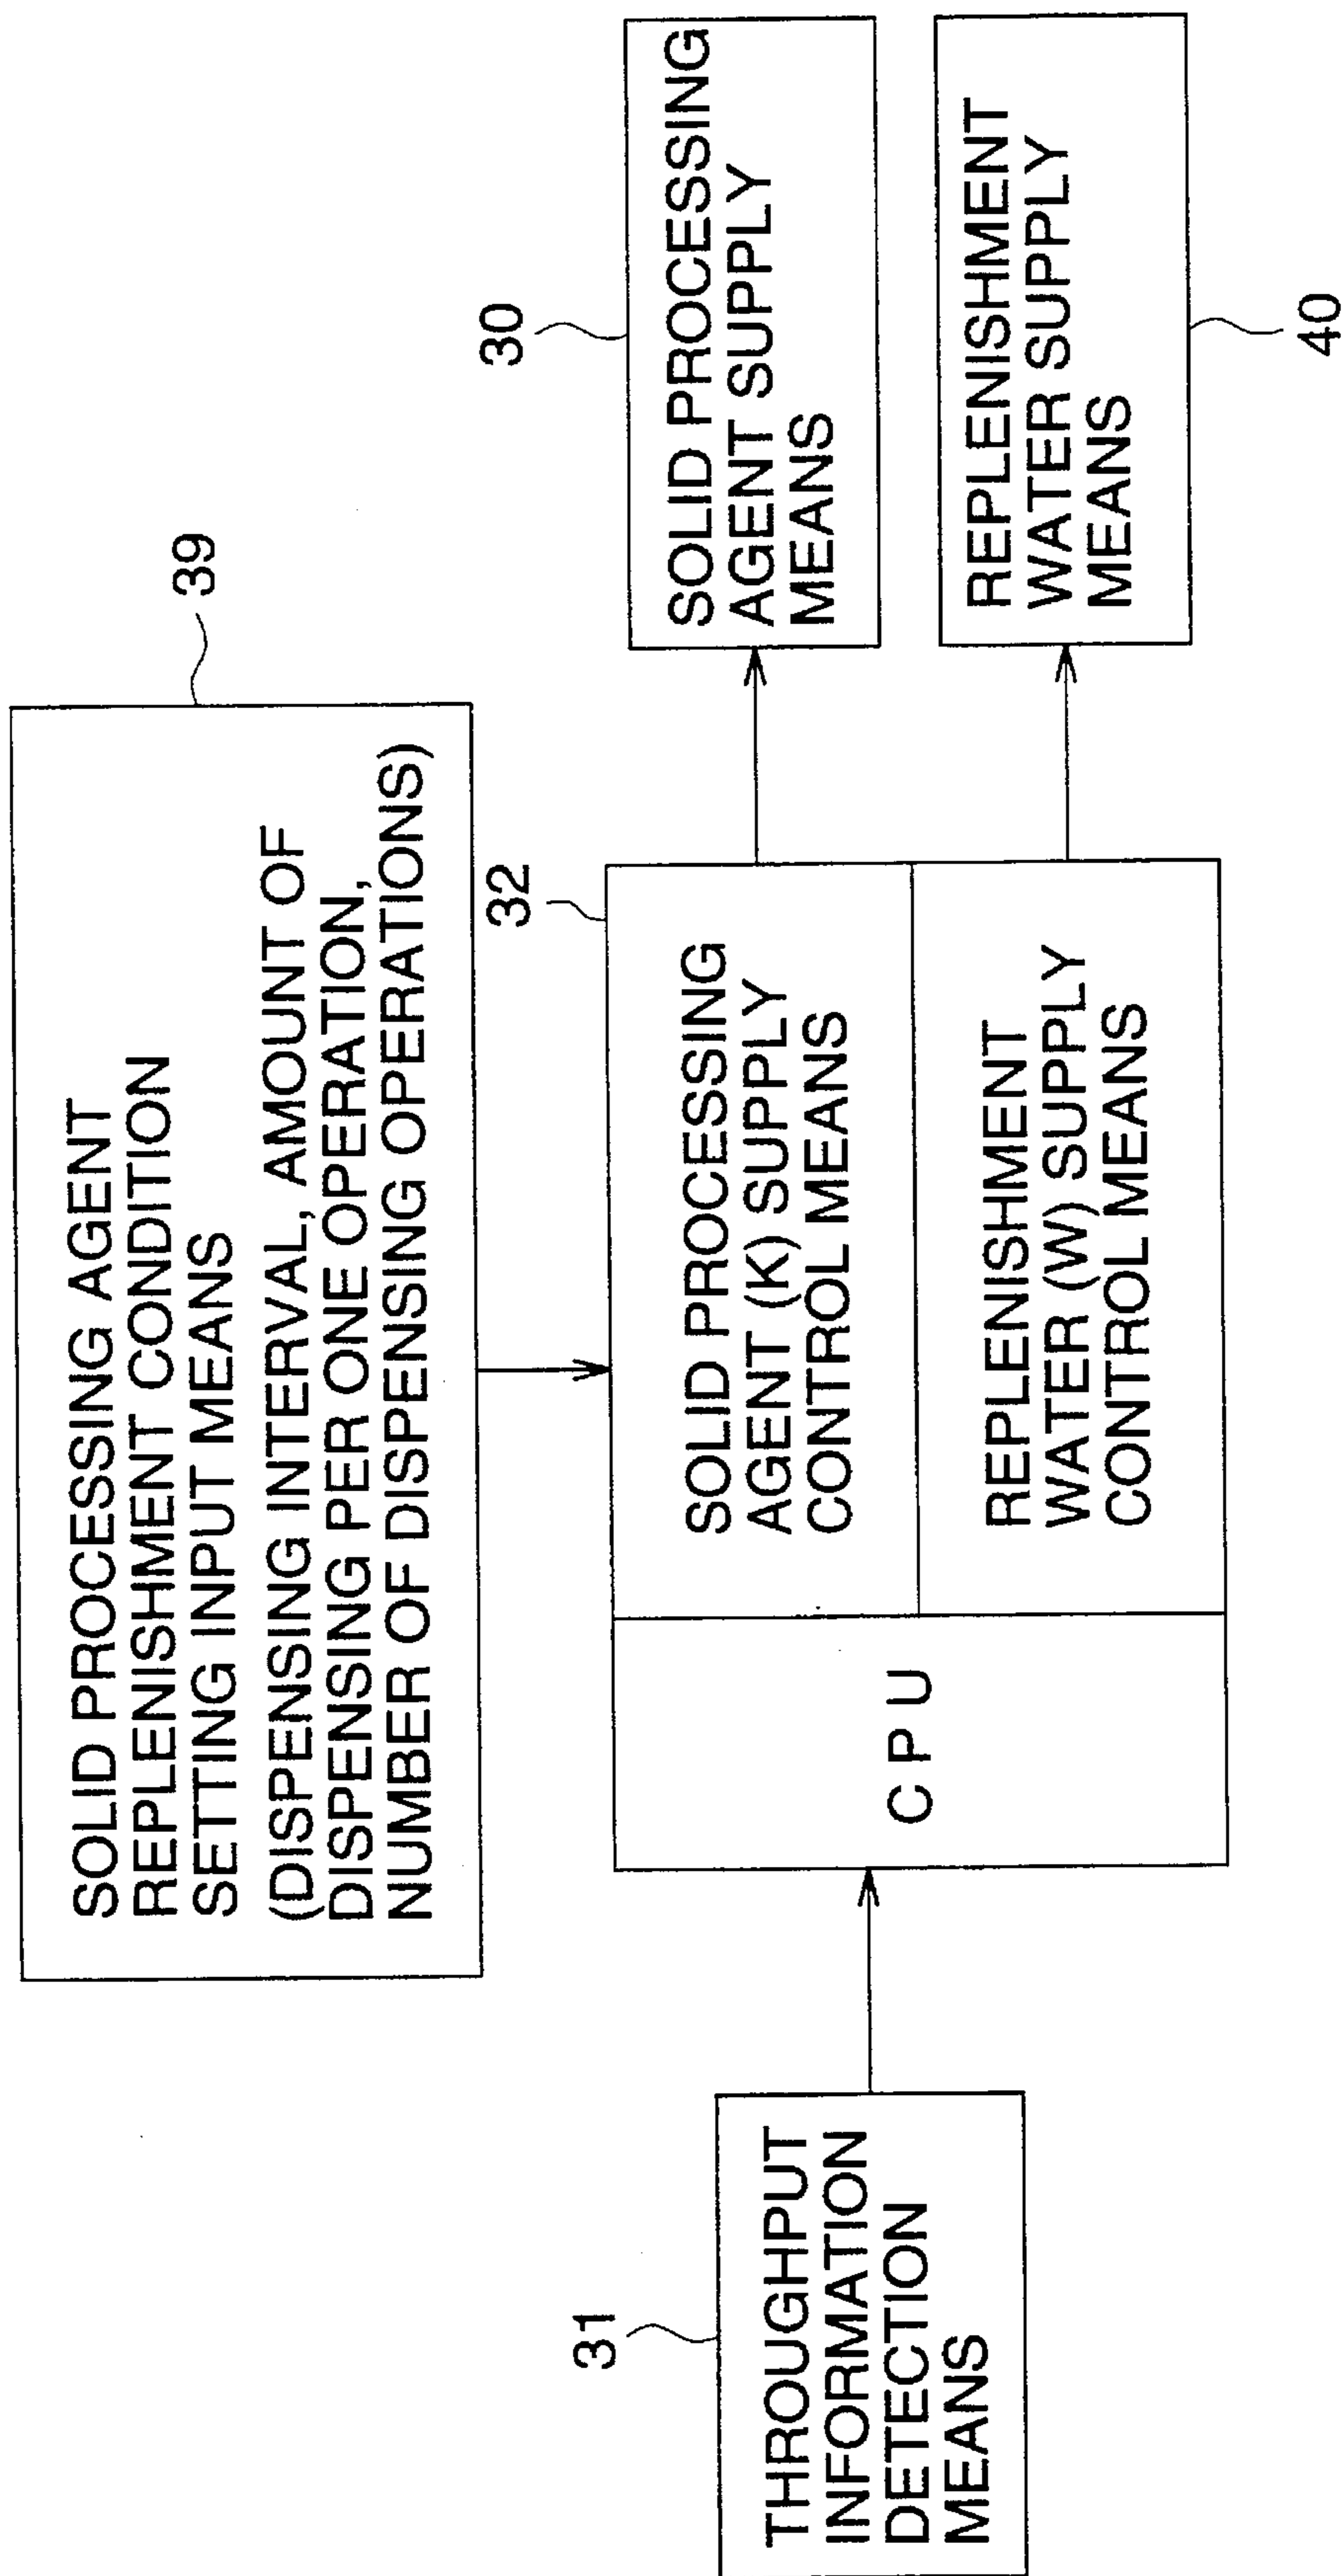 SOLID PROCESSING AGENT
REPLENISHMENT CONDITION
SETTING INPUT MEANS
(DISPENSING INTERVAL, AMOUNT OF
DISPENSING PER ONE OPERATION,
NUMBER OF DISPENSING OPERATIONS)
39
31
THROUGHPUT
INFORMATION
DETECTION
MEANS
CPU
32
SOLID PROCESSING
AGENT (K) SUPPLY
CONTROL MEANS
REPLENISHMENT
WATER (W) SUPPLY
CONTROL MEANS
30
SOLID PROCESSING
AGENT SUPPLY
MEANS
REPLENISHMENT
WATER SUPPLY
MEANS
40